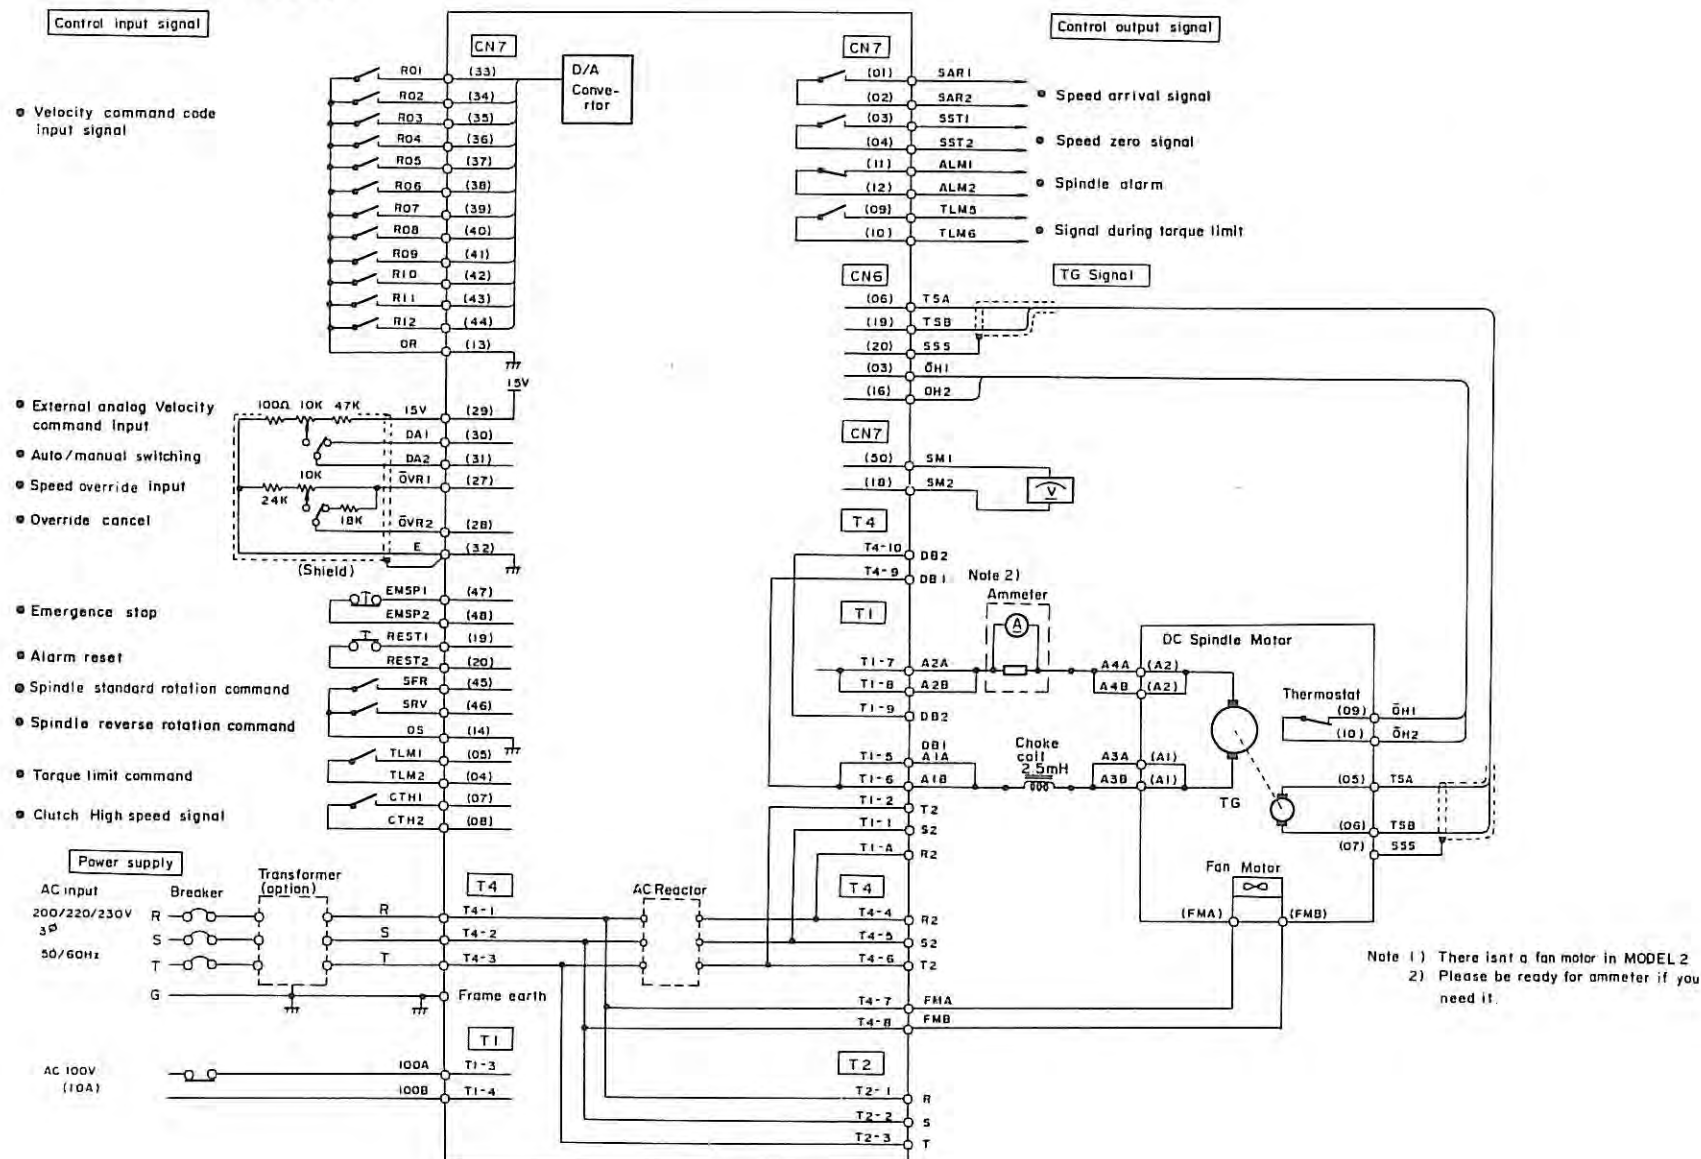 Control input signal
CN7
D/A
Conve-
rtor
Velocity command code
input signal
R01 (33)
R02 (34)
R03 (35)
R04 (36)
R05 (37)
R06 (38)
R07 (39)
R08 (40)
R09 (41)
R10 (42)
R11 (43)
R12 (44)
OR (13)
15V
External analog Velocity
command input
100Ω 10K 47K
15V (29)
DA1 (30)
Auto/manual switching
DA2 (31)
Speed override input
10K
24K
ŌVR1 (27)
Override cancel
18K
ŌVR2 (28)
E (32)
(Shield)
Emergence stop
EMSP1 (47)
EMSP2 (48)
Alarm reset
REST1 (19)
REST2 (20)
Spindle standard rotation command
SFR (45)
Spindle reverse rotation command
SRV (46)
OS (14)
Torque limit command
TLM1 (05)
TLM2 (04)
Clutch High speed signal
CTH1 (07)
CTH2 (08)
Power supply
AC input
200/220/230V
3Ø
50/60Hz
Breaker
Transformer
(option)
T4
R R T4-1
S S T4-2
T T T4-3
G Frame earth
T1
AC 100V
(10A)
100A T1-3
100B T1-4
AC Reactor
Control output signal
CN7
(01) SAR1
(02) SAR2
Speed arrival signal
(03) SST1
(04) SST2
Speed zero signal
(11) ALM1
(12) ALM2
Spindle alarm
(09) TLM5
(10) TLM6
Signal during torque limit
CN6
TG Signal
(06) TSA
(19) TSB
(20) SSS
(03) ŌH1
(16) OH2
CN7
(50) SM1
(18) SM2
V
T4
T4-10 DB2
T4-9 DB1
Note 2)
Ammeter
A
T1
T1-7 A2A
T1-8 A2B
T1-9 DB2
DB1
T1-5 A1A
T1-6 A1B
T1-2 T2
T1-1 S2
T1-A R2
Choke
coil
2.5mH
DC Spindle Motor
A4A (A2)
A4B (A2)
A3A (A1)
A3B (A1)
TG
Thermostat
(09) ŌH1
(10) ŌH2
(05) TSA
(06) TSB
(07) SSS
Fan Motor
(FMA) (FMB)
T4
T4-4 R2
T4-5 S2
T4-6 T2
T4-7 FMA
T4-8 FMB
T2
T2-1 R
T2-2 S
T2-3 T
Note 1) There isnt a fan motor in MODEL 2
2) Please be ready for ammeter if you
need it.